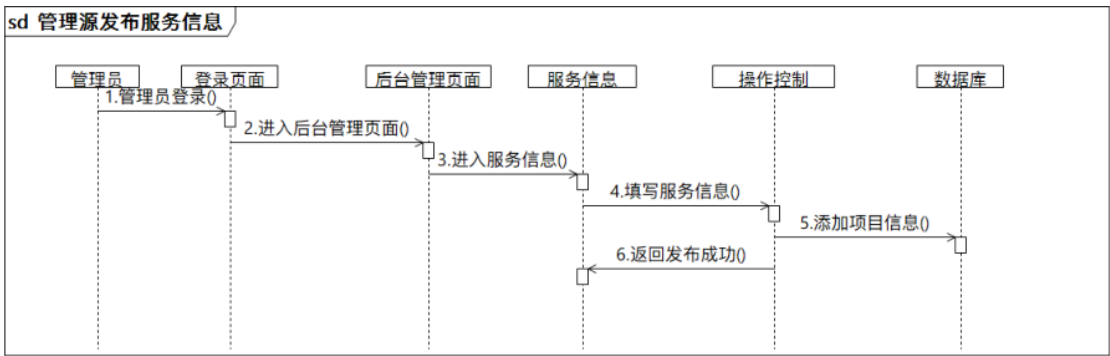 sd 管理源发布服务信息
管理员
登录页面
后台管理页面
服务信息
操作控制
数据库
1.管理员登录()
2.进入后台管理页面()
3.进入服务信息()
4.填写服务信息()
5.添加项目信息()
6.返回发布成功()